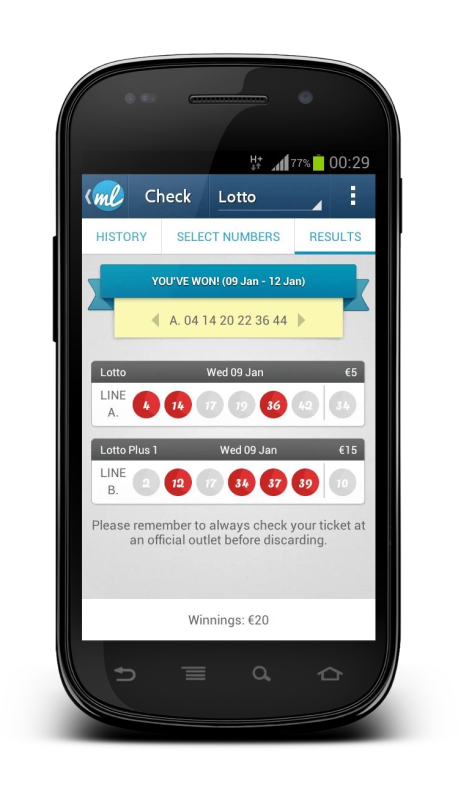 H+ 77% 00:29
ml Check Lotto
HISTORY SELECT NUMBERS RESULTS
YOU'VE WON! (09 Jan - 12 Jan)
A. 04 14 20 22 36 44
Lotto Wed 09 Jan €5
LINE A. 4 14 17 19 36 42 34
Lotto Plus 1 Wed 09 Jan €15
LINE B. 2 12 17 34 37 39 10
Please remember to always check your ticket at
an official outlet before discarding.
Winnings: €20